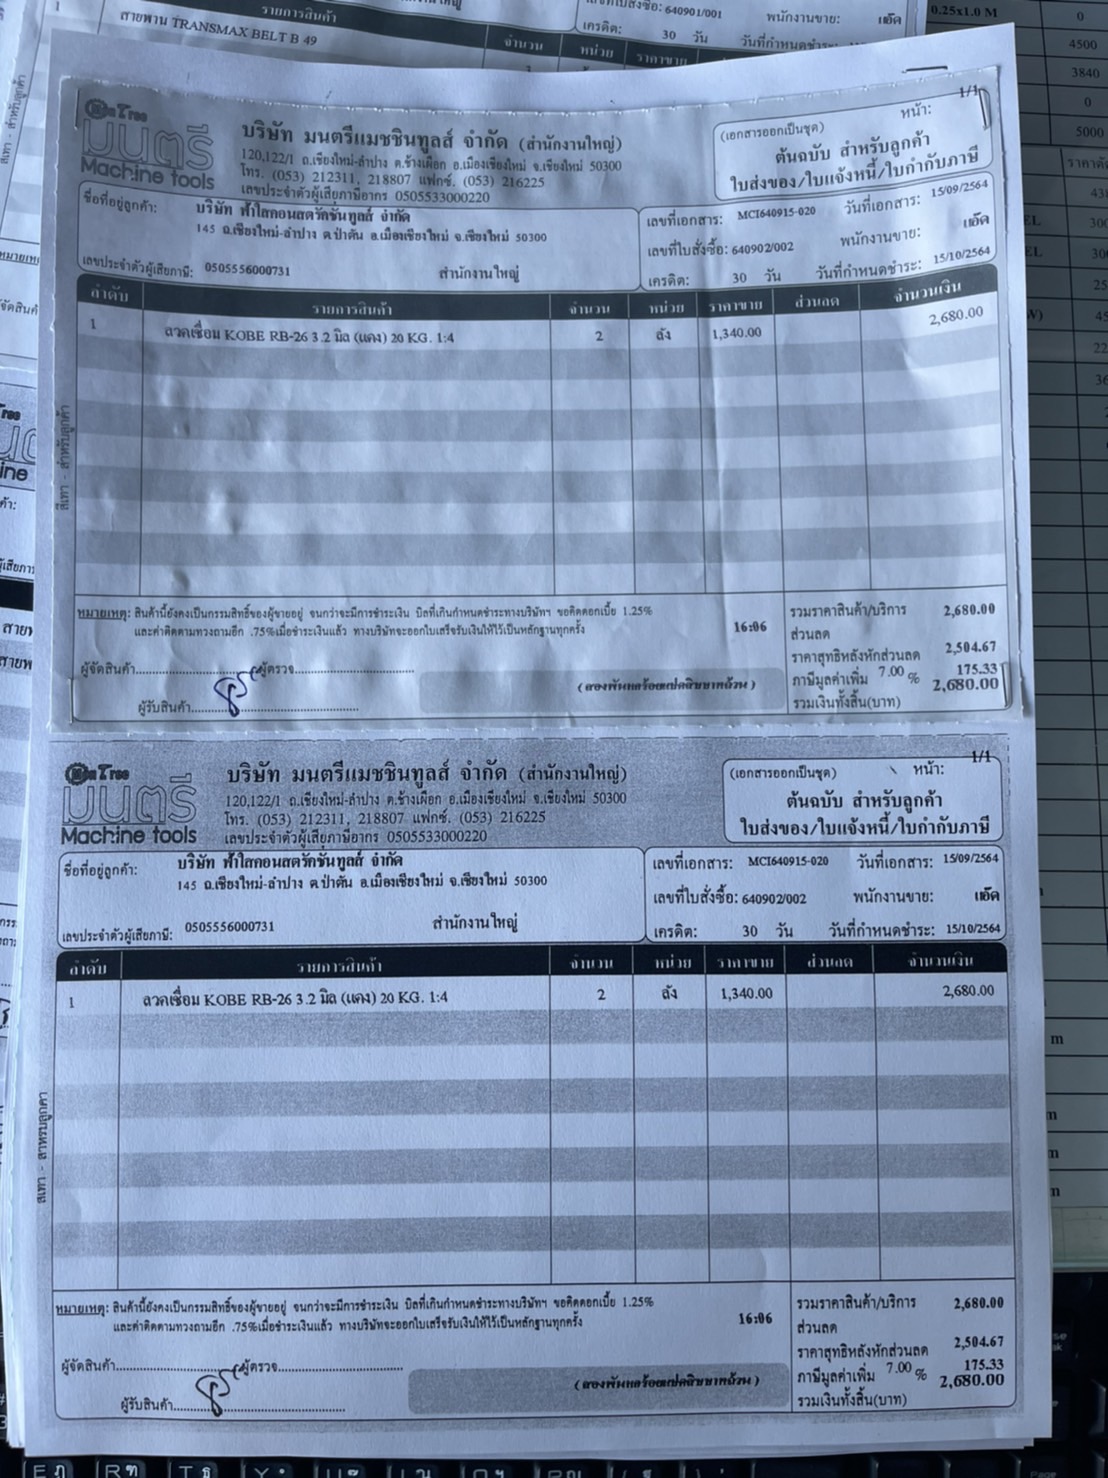 สายพาน TRANSMAX BELT B 49
รายการสินค้า
จำนวน หน่วย ราคาขาย
640901/001 พนักงานขาย: แอ๊ด
เครดิต: 30 วัน วันที่กำหนดชำระ:
0.25x1.0 M 0
4500
3840
0
5000
MonTree
มนตรี
Machine tools
บริษัท มนตรีแมชชินทูลส์ จำกัด (สำนักงานใหญ่)
120,122/1 ถ.เชียงใหม่-ลำปาง ต.ช้างเผือก อ.เมืองเชียงใหม่ จ.เชียงใหม่ 50300
โทร. (053) 212311, 218807 แฟกซ์. (053) 216225
เลขประจำตัวผู้เสียภาษีอากร 0505533000220
(เอกสารออกเป็นชุด) หน้า: 1/1
ต้นฉบับ สำหรับลูกค้า
ใบส่งของ/ใบแจ้งหนี้/ใบกำกับภาษี
ชื่อที่อยู่ลูกค้า: บริษัท ฟ้าใสคอนสตรัคชั่นทูลส์ จำกัด
145 ถ.เชียงใหม่-ลำปาง ต.ป่าตัน อ.เมืองเชียงใหม่ จ.เชียงใหม่ 50300
เลขประจำตัวผู้เสียภาษี: 0505556000731 สำนักงานใหญ่
เลขที่เอกสาร: MCI640915-020 วันที่เอกสาร: 15/09/2564
เลขที่ใบสั่งซื้อ: 640902/002 พนักงานขาย: แอ๊ด
เครดิต: 30 วัน วันที่กำหนดชำระ: 15/10/2564
ลำดับ รายการสินค้า จำนวน หน่วย ราคาขาย ส่วนลด จำนวนเงิน
1 ลวดเชื่อม KOBE RB-26 3.2 มิล (แดง) 20 KG. 1:4 2 ลัง 1,340.00 2,680.00
สีเทา - สำหรับลูกค้า
หมายเหตุ: สินค้านี้ยังคงเป็นกรรมสิทธิ์ของผู้ขายอยู่ จนกว่าจะมีการชำระเงิน บิลที่เกินกำหนดชำระทางบริษัทฯ ขอคิดดอกเบี้ย 1.25%
และค่าติดตามทวงถามอีก .75%เมื่อชำระเงินแล้ว ทางบริษัทจะออกใบเสร็จรับเงินให้ไว้เป็นหลักฐานทุกครั้ง
16:06
รวมราคาสินค้า/บริการ 2,680.00
ส่วนลด
ราคาสุทธิหลังหักส่วนลด 2,504.67
ภาษีมูลค่าเพิ่ม 7.00 % 175.33
รวมเงินทั้งสิ้น(บาท) 2,680.00
ผู้จัดสินค้า ผู้ตรวจ
(สองพันหกร้อยแปดสิบบาทถ้วน)
ผู้รับสินค้า
MonTree
มนตรี
Machine tools
บริษัท มนตรีแมชชินทูลส์ จำกัด (สำนักงานใหญ่)
120,122/1 ถ.เชียงใหม่-ลำปาง ต.ช้างเผือก อ.เมืองเชียงใหม่ จ.เชียงใหม่ 50300
โทร. (053) 212311, 218807 แฟกซ์. (053) 216225
เลขประจำตัวผู้เสียภาษีอากร 0505533000220
(เอกสารออกเป็นชุด) หน้า: 1/1
ต้นฉบับ สำหรับลูกค้า
ใบส่งของ/ใบแจ้งหนี้/ใบกำกับภาษี
ชื่อที่อยู่ลูกค้า: บริษัท ฟ้าใสคอนสตรัคชั่นทูลส์ จำกัด
145 ถ.เชียงใหม่-ลำปาง ต.ป่าตัน อ.เมืองเชียงใหม่ จ.เชียงใหม่ 50300
เลขประจำตัวผู้เสียภาษี: 0505556000731 สำนักงานใหญ่
เลขที่เอกสาร: MCI640915-020 วันที่เอกสาร: 15/09/2564
เลขที่ใบสั่งซื้อ: 640902/002 พนักงานขาย: แอ๊ด
เครดิต: 30 วัน วันที่กำหนดชำระ: 15/10/2564
ลำดับ รายการสินค้า จำนวน หน่วย ราคาขาย ส่วนลด จำนวนเงิน
1 ลวดเชื่อม KOBE RB-26 3.2 มิล (แดง) 20 KG. 1:4 2 ลัง 1,340.00 2,680.00
สีเทา - สำหรับลูกค้า
หมายเหตุ: สินค้านี้ยังคงเป็นกรรมสิทธิ์ของผู้ขายอยู่ จนกว่าจะมีการชำระเงิน บิลที่เกินกำหนดชำระทางบริษัทฯ ขอคิดดอกเบี้ย 1.25%
และค่าติดตามทวงถามอีก .75%เมื่อชำระเงินแล้ว ทางบริษัทจะออกใบเสร็จรับเงินให้ไว้เป็นหลักฐานทุกครั้ง
16:06
รวมราคาสินค้า/บริการ 2,680.00
ส่วนลด
ราคาสุทธิหลังหักส่วนลด 2,504.67
ภาษีมูลค่าเพิ่ม 7.00 % 175.33
รวมเงินทั้งสิ้น(บาท) 2,680.00
ผู้จัดสินค้า ผู้ตรวจ
(สองพันหกร้อยแปดสิบบาทถ้วน)
ผู้รับสินค้า